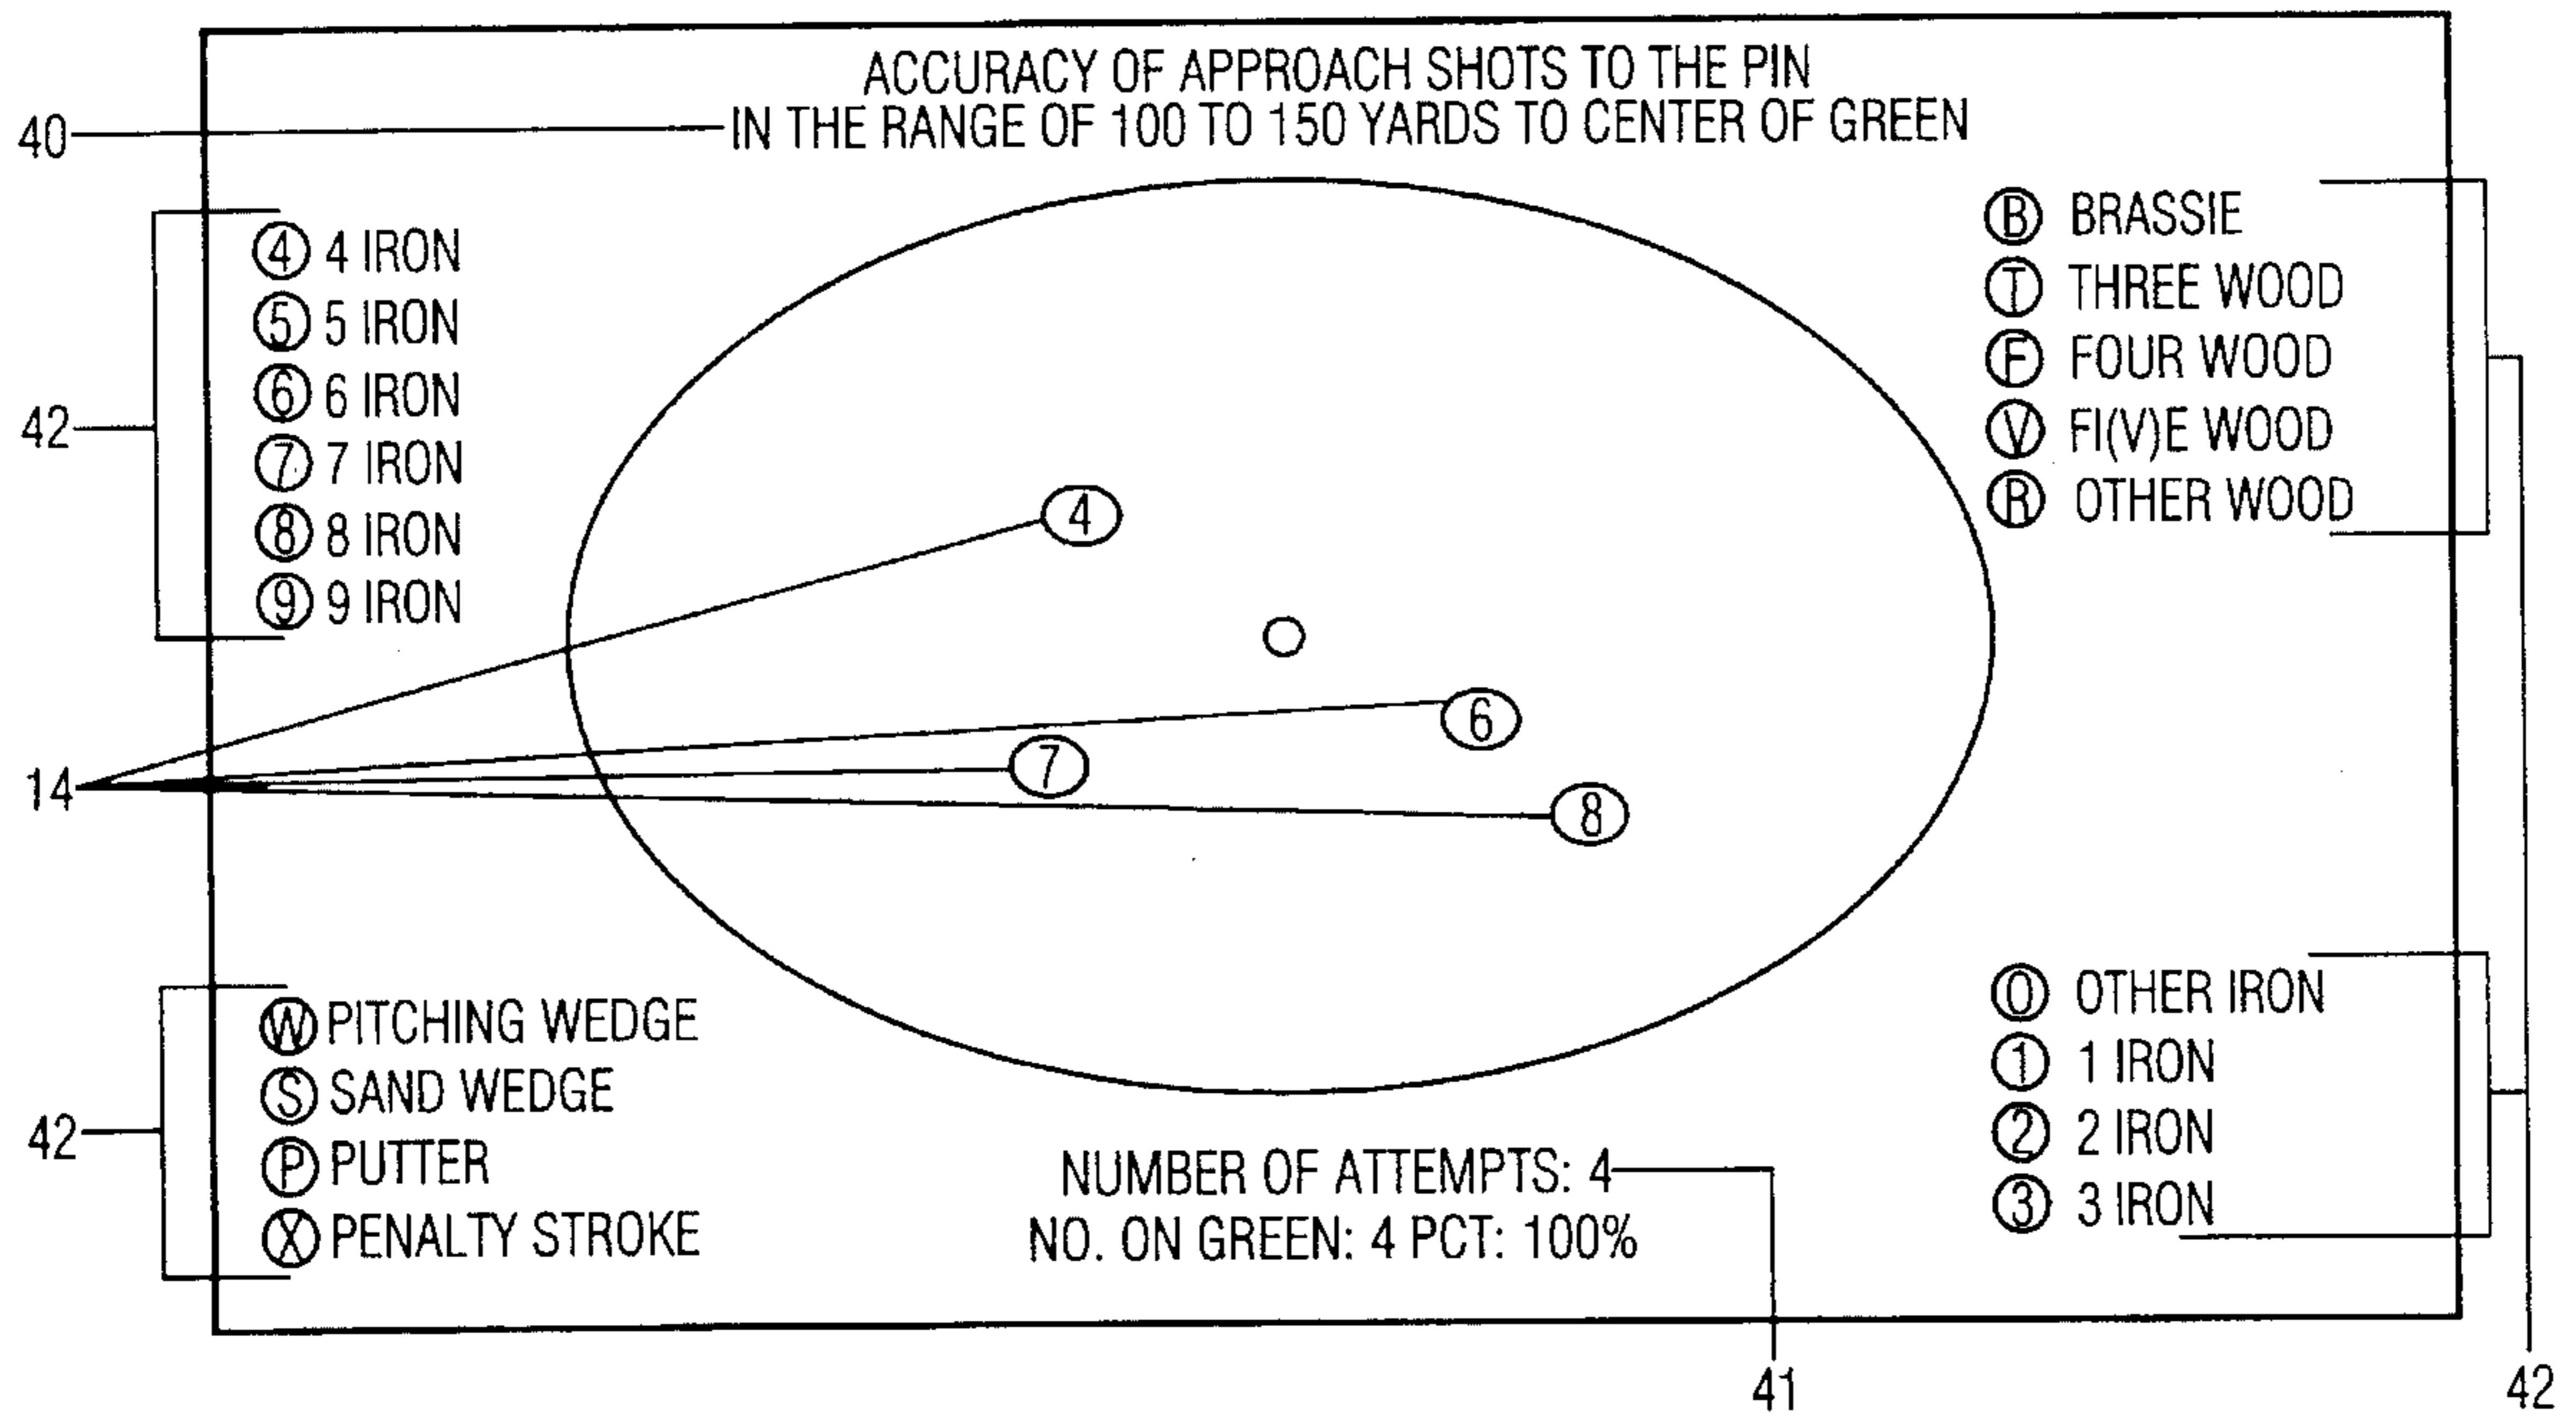 ACCURACY OF APPROACH SHOTS TO THE PIN
IN THE RANGE OF 100 TO 150 YARDS TO CENTER OF GREEN
40
42
④ 4 IRON
⑤ 5 IRON
⑥ 6 IRON
⑦ 7 IRON
⑧ 8 IRON
⑨ 9 IRON
Ⓑ BRASSIE
Ⓣ THREE WOOD
Ⓕ FOUR WOOD
Ⓥ FI(V)E WOOD
Ⓡ OTHER WOOD
④
⑥
⑦
⑧
14
42
Ⓦ PITCHING WEDGE
Ⓢ SAND WEDGE
Ⓟ PUTTER
Ⓧ PENALTY STROKE
NUMBER OF ATTEMPTS: 4
NO. ON GREEN: 4 PCT: 100%
Ⓞ OTHER IRON
① 1 IRON
② 2 IRON
③ 3 IRON
41
42